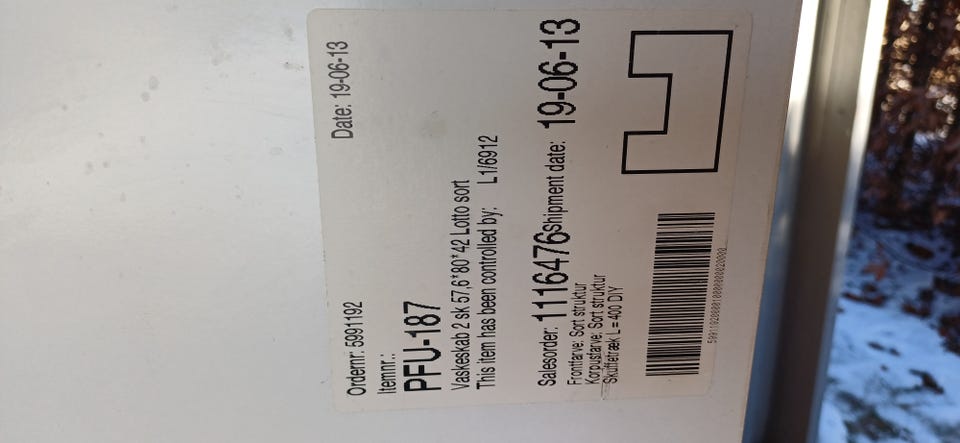 Ordernr: 5991192 Date: 19-06-13
Itemnr.:
PFU-187
Vaskeskab 2 sk 57,6*80*42 Lotto sort
This item has been controlled by: L1/6912
Salesorder: 1116476 shipment date: 19-06-13
Frontfarve: Sort struktur
Korpusfarve: Sort struktur
Skuffetræk L = 400 DIY